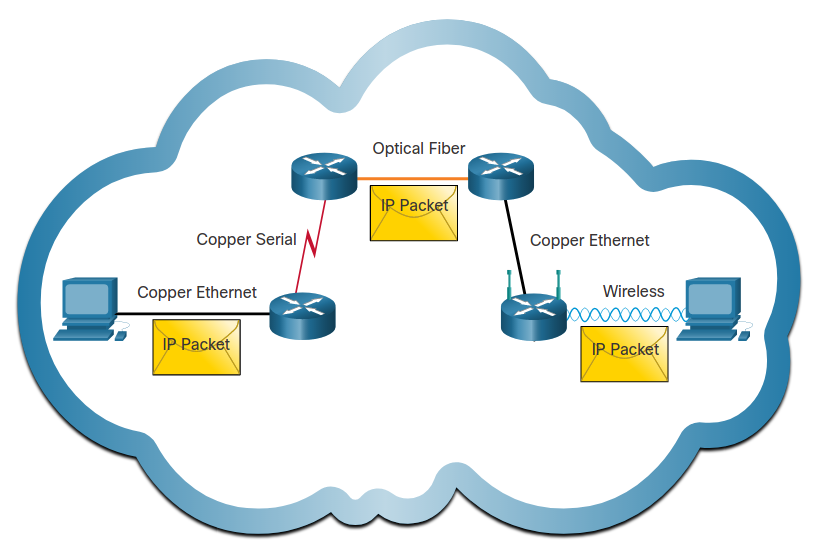 Optical Fiber
IP Packet
Copper Serial
Copper Ethernet
Copper Ethernet
IP Packet
Wireless
IP Packet